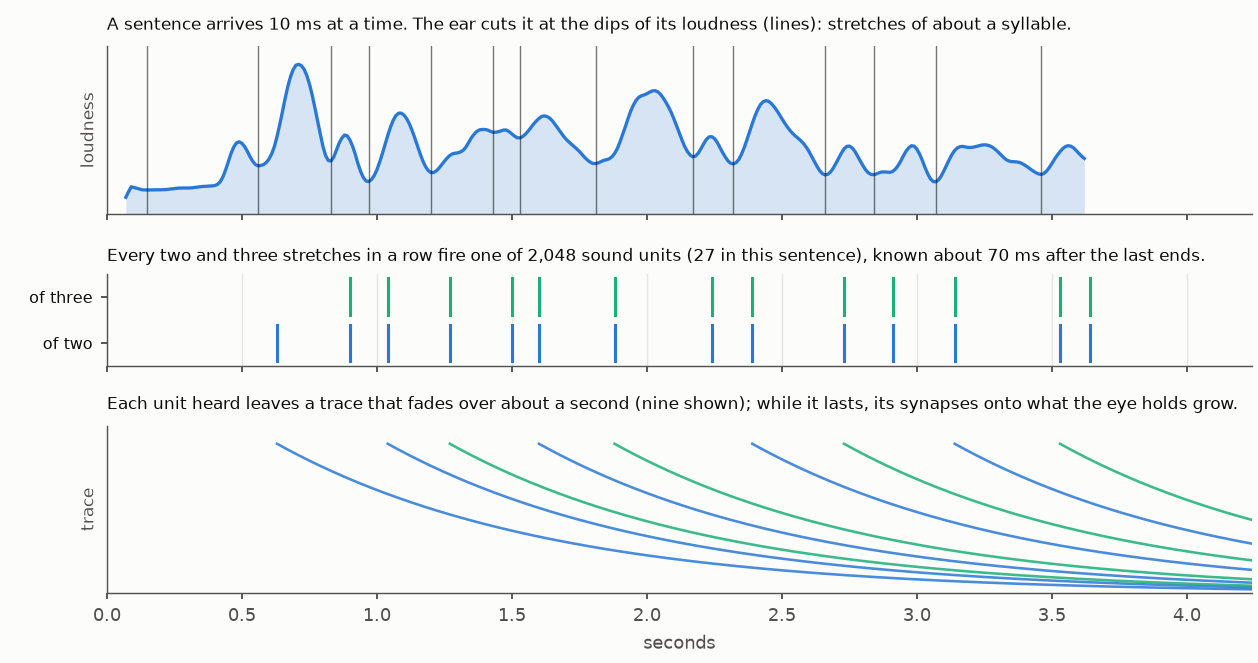 A sentence arrives 10 ms at a time. The ear cuts it at the dips of its loudness (lines): stretches of about a syllable.
loudness
Every two and three stretches in a row fire one of 2,048 sound units (27 in this sentence), known about 70 ms after the last ends.
of three
of two
Each unit heard leaves a trace that fades over about a second (nine shown); while it lasts, its synapses onto what the eye holds grow.
trace
0.0 0.5 1.0 1.5 2.0 2.5 3.0 3.5 4.0
seconds